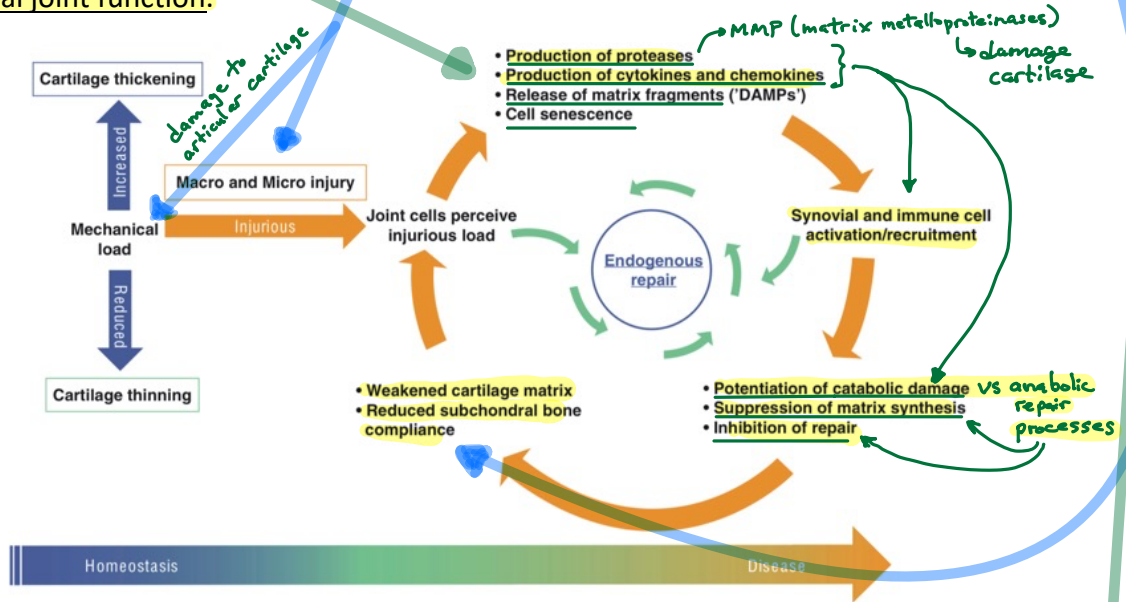 al joint function.
Cartilage thickening
Increased
Mechanical
load
Reduced
Cartilage thinning
damage to
articular cartilage
Macro and Micro injury
Injurious
Joint cells perceive
injurious load
• Production of proteases
• Production of cytokines and chemokines
• Release of matrix fragments ('DAMPs')
• Cell senescence
MMP (matrix metalloproteinases)
damage
cartilage
Synovial and immune cell
activation/recruitment
Endogenous
repair
• Potentiation of catabolic damage vs anabolic
repair
processes
• Suppression of matrix synthesis
• Inhibition of repair
• Weakened cartilage matrix
• Reduced subchondral bone
compliance
Homeostasis
Disease